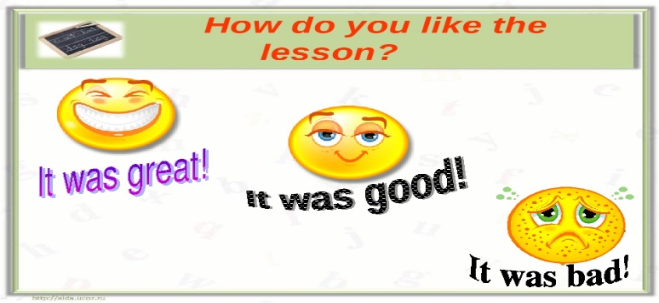 How do you like the
lesson?
It was great!
It was good!
It was bad!